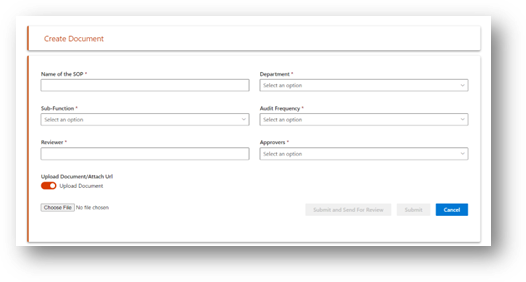 Create Document
Name of the SOP *
Department *
Select an option
Sub-Function *
Audit Frequency *
Select an option
Select an option
Reviewer *
Approvers *
Select an option
Upload Document/Attach Url
Upload Document
Choose File No file chosen
Submit and Send For Review
Submit
Cancel